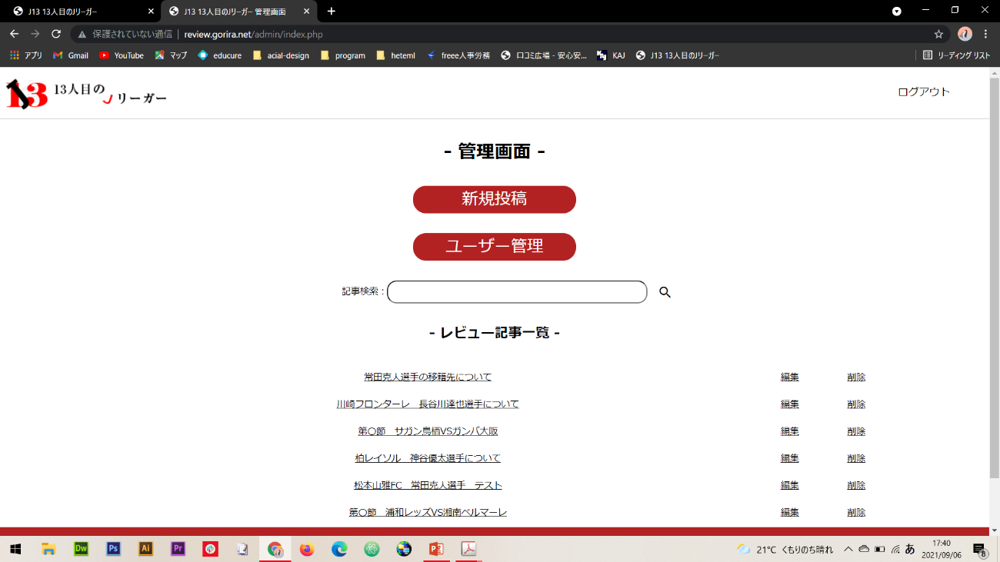 J13 13人目のJリーガー
J13 13人目のJリーガー 管理画面
保護されていない通信 | review.gorira.net/admin/index.php
アプリ Gmail YouTube マップ educure acial-design program heteml freee人事労務 口コミ広場 - 安心安... KAJ J13 13人目のJリーガー リーディング リスト
13 13人目のJリーガー
ログアウト
- 管理画面 -
新規投稿
ユーザー管理
記事検索：
- レビュー記事一覧 -
常田克人選手の移籍先について 編集 削除
川崎フロンターレ　長谷川達也選手について 編集 削除
第〇節　サガン鳥栖VSガンバ大阪 編集 削除
柏レイソル　神谷優太選手について 編集 削除
松本山雅FC　常田克人選手　テスト 編集 削除
第〇節　浦和レッズVS湘南ベルマーレ 編集 削除
Dw Ps Ai Pr
21℃ くもりのち晴れ あ 17:40
2021/09/06 8